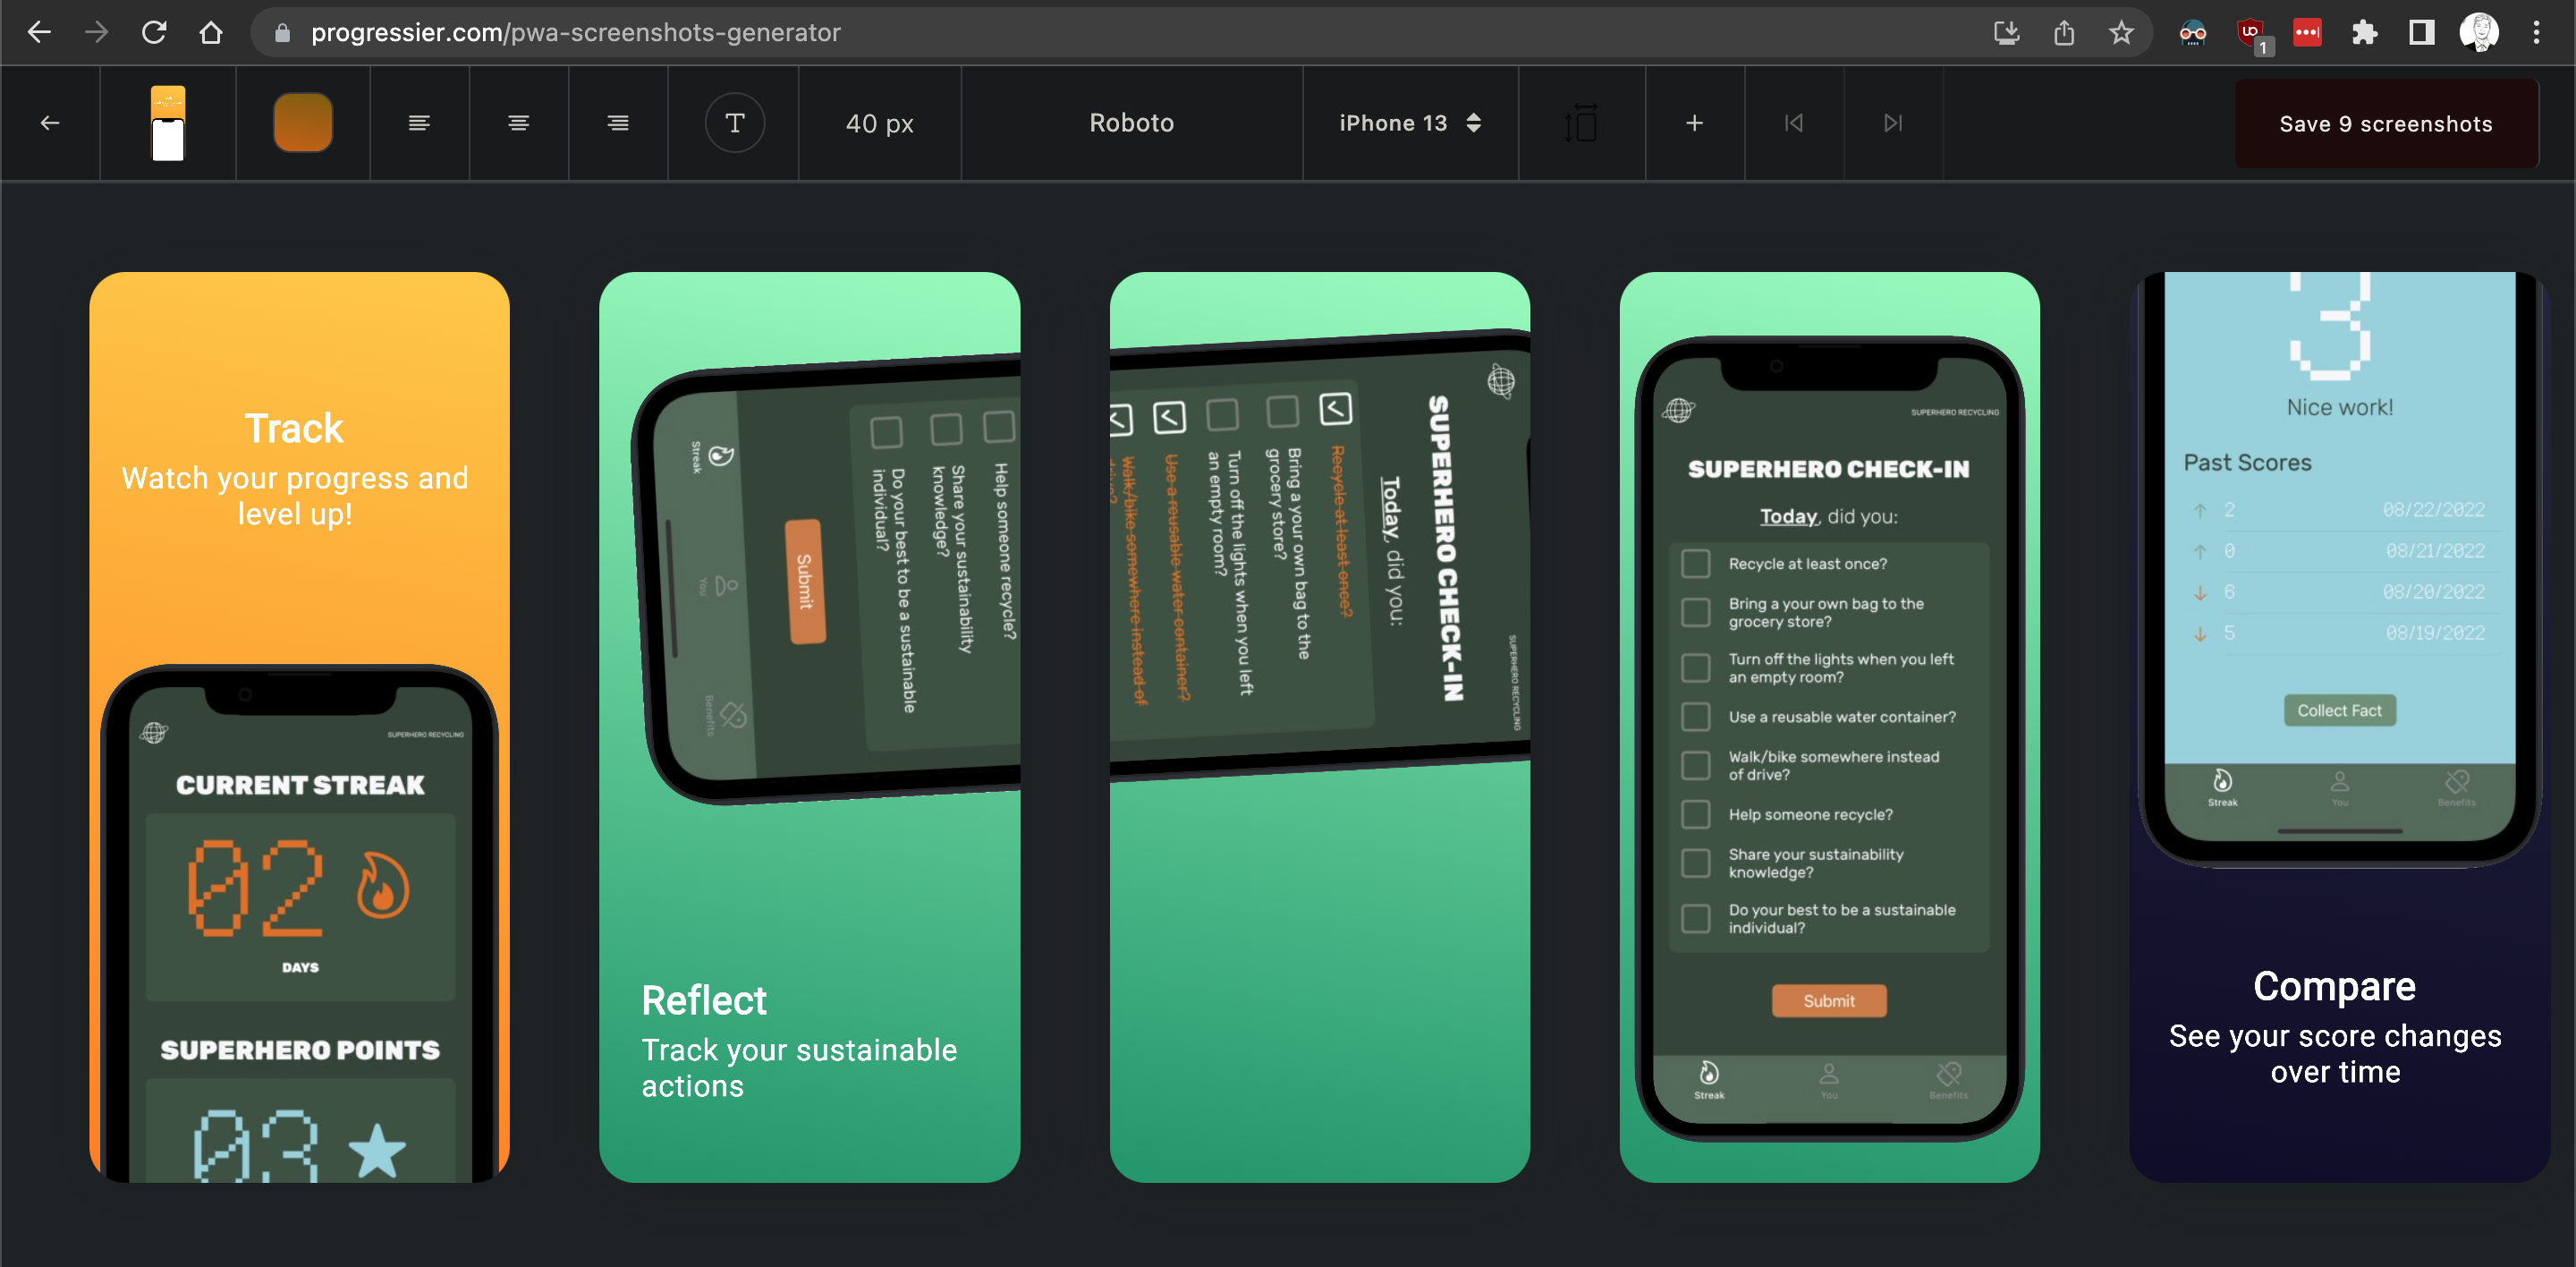 progressier.com/pwa-screenshots-generator
1
T
40 px
Roboto
iPhone 13
Save 9 screenshots
Track
Watch your progress and
level up!
SUPERHERO RECYCLING
CURRENT STREAK
02
DAYS
SUPERHERO POINTS
03
Streak
You
Benefits
Submit
Help someone recycle?
Share your sustainability
knowledge?
Do your best to be a sustainable
individual?
Reflect
Track your sustainable
actions
SUPERHERO RECYCLING
SUPERHERO CHECK-IN
Today, did you:
Recycle at least once?
Bring a your own bag to the
grocery store?
Turn off the lights when you left
an empty room?
Use a reusable water container?
Walk/bike somewhere instead of
drive?
SUPERHERO RECYCLING
SUPERHERO CHECK-IN
Today, did you:
Recycle at least once?
Bring a your own bag to the
grocery store?
Turn off the lights when you left
an empty room?
Use a reusable water container?
Walk/bike somewhere instead
of drive?
Help someone recycle?
Share your sustainability
knowledge?
Do your best to be a sustainable
individual?
Submit
Streak
You
Benefits
3
Nice work!
Past Scores
2 08/22/2022
0 08/21/2022
6 08/20/2022
5 08/19/2022
Collect Fact
Streak
You
Benefits
Compare
See your score changes
over time